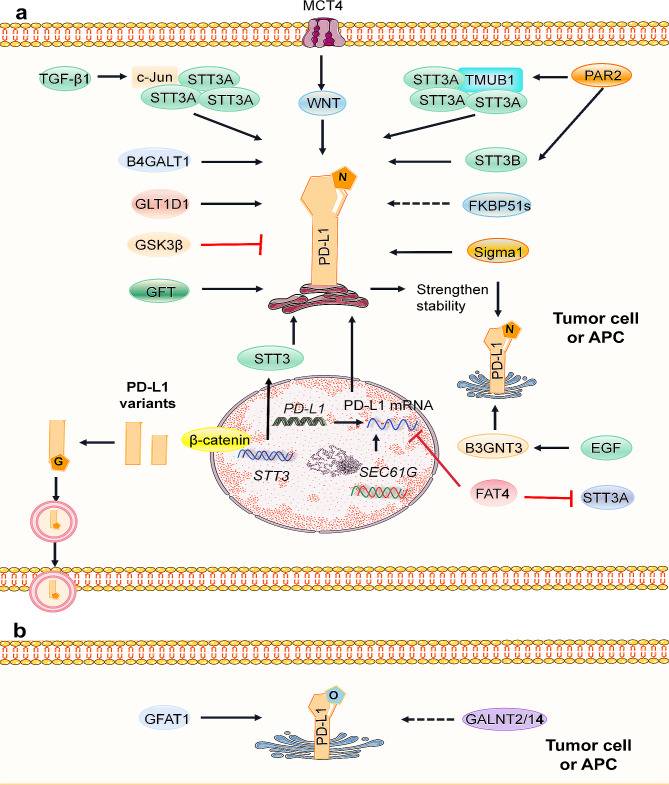 a
MCT4
TGF-β1
c-Jun
STT3A
STT3A
STT3A
WNT
STT3A
TMUB1
STT3A
STT3A
PAR2
B4GALT1
STT3B
N
GLT1D1
FKBP51s
PD-L1
GSK3β
Sigma1
GFT
Strengthen
stability
N
Tumor cell
or APC
PD-L1
STT3
PD-L1
variants
PD-L1
PD-L1 mRNA
β-catenin
B3GNT3
EGF
G
STT3
SEC61G
FAT4
STT3A
G
G
b
O
GFAT1
PD-L1
GALNT2/14
Tumor cell
or APC